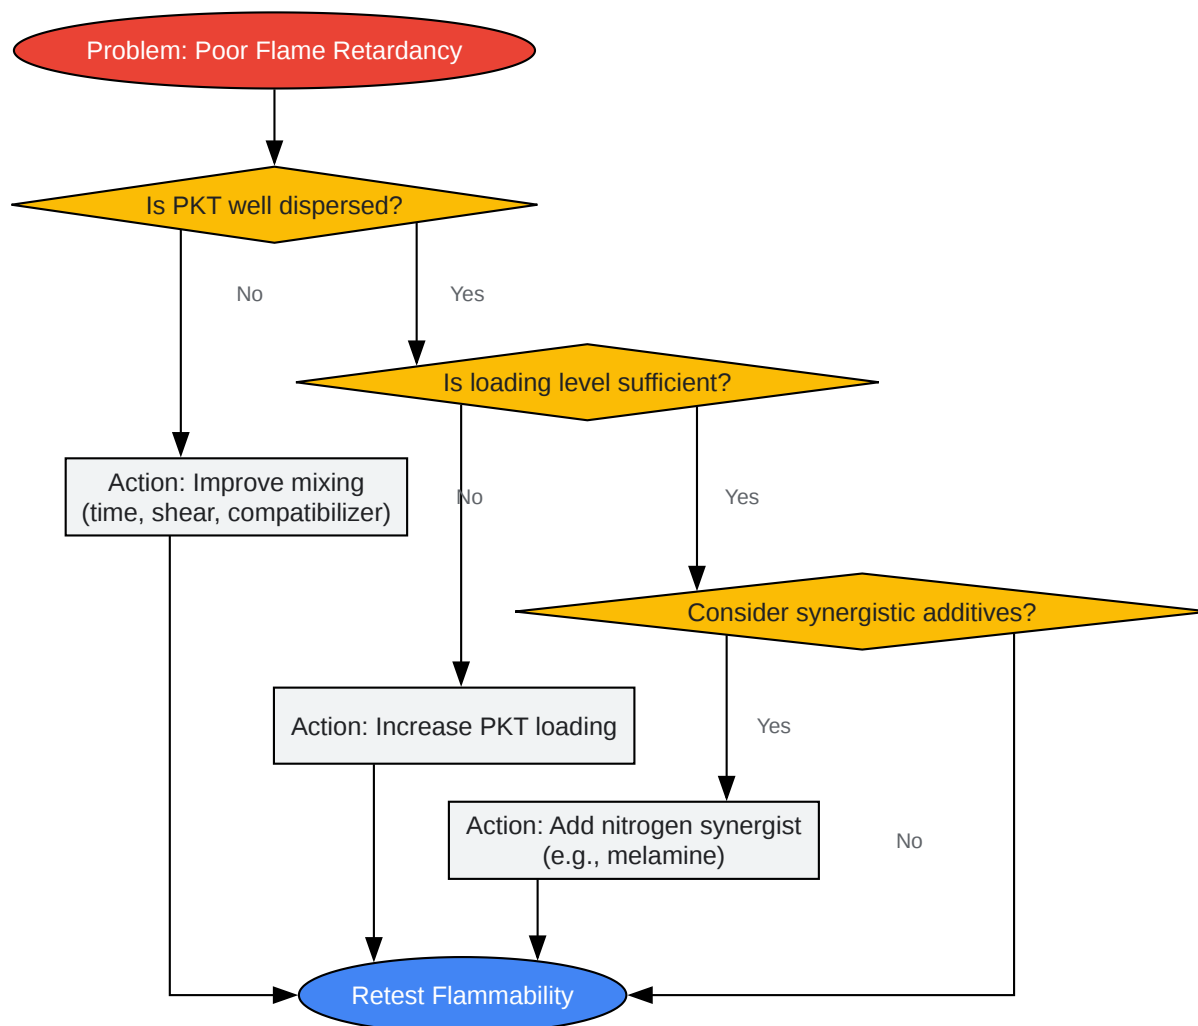 Problem: Poor Flame Retardancy
Is PKT well dispersed?
No
Yes
Is loading level sufficient?
Action: Improve mixing
(time, shear, compatibilizer)
No
Yes
Consider synergistic additives?
Action: Increase PKT loading
Yes
Action: Add nitrogen synergist
(e.g., melamine)
No
Retest Flammability